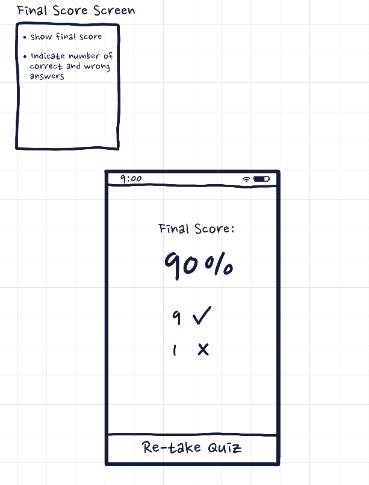 Final Score Screen
• show final score
• indicate number of
correct and wrong
answers
9:00
Final Score:
90%
9 ✓
1 x
Re-take Quiz